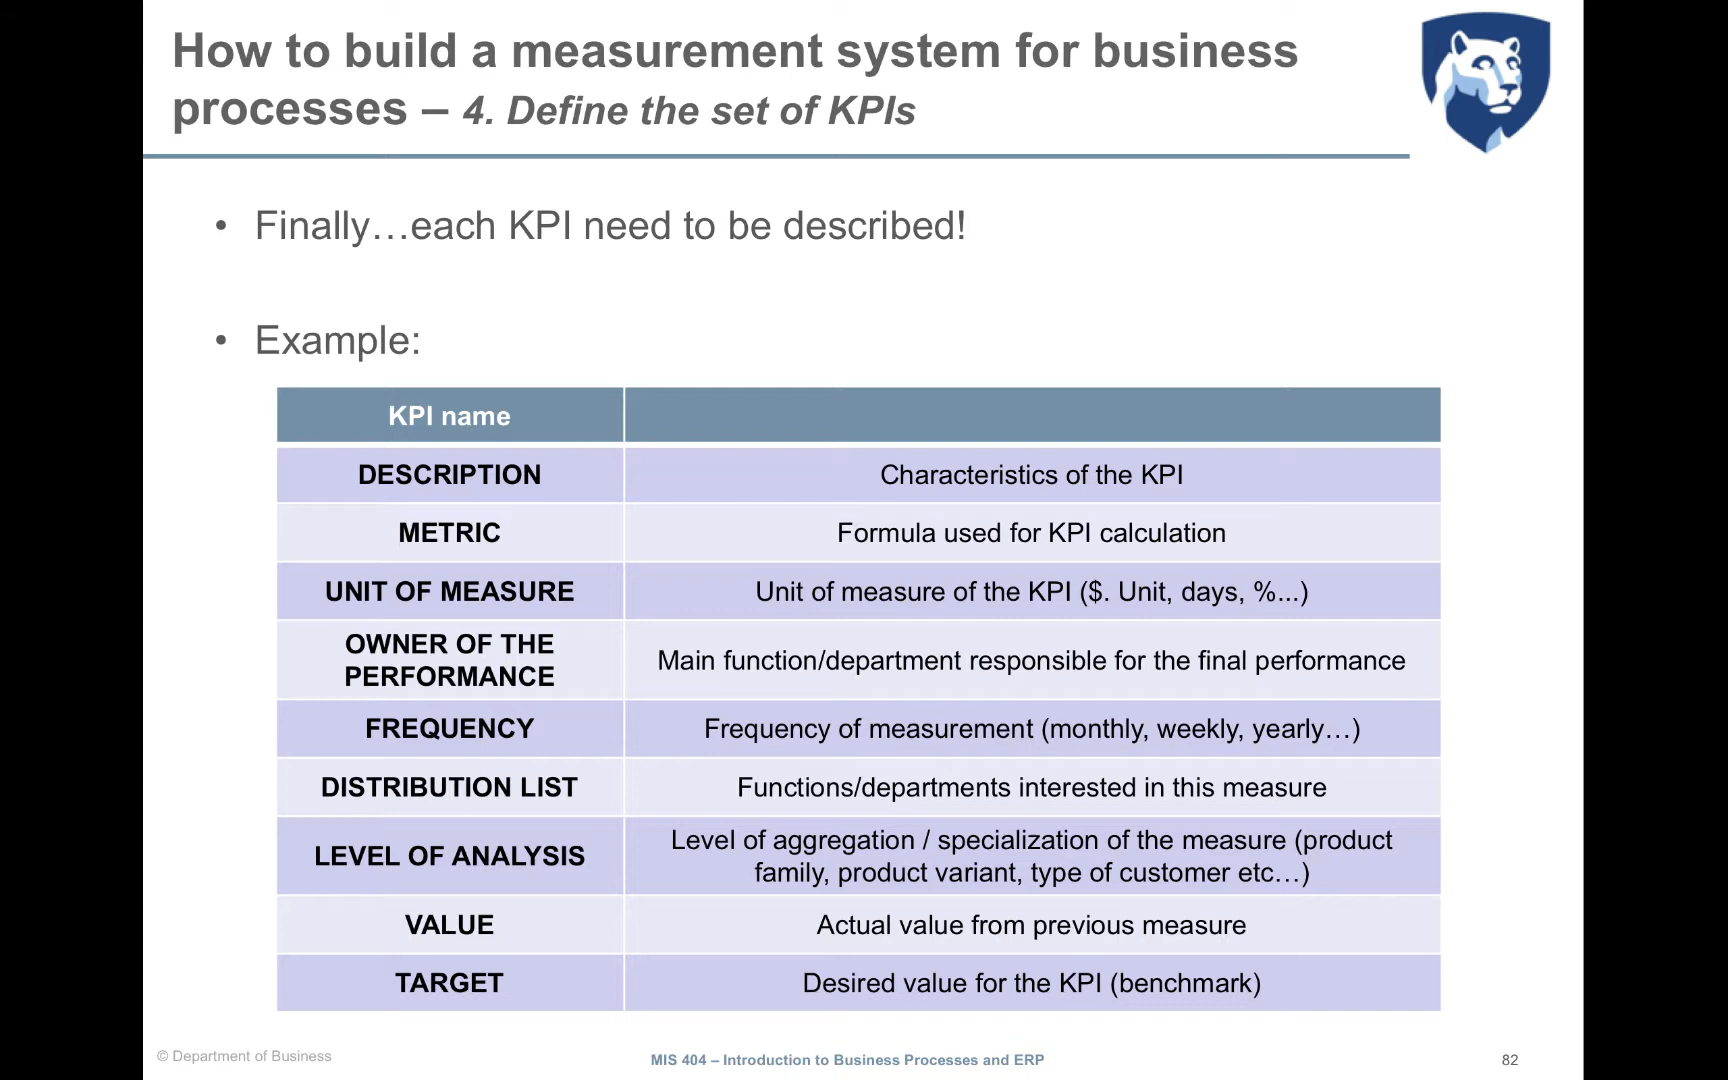 How to build a measurement system for business
processes – 4. Define the set of KPIs
• Finally…each KPI need to be described!
• Example:
KPI name
DESCRIPTION
Characteristics of the KPI
METRIC
Formula used for KPI calculation
UNIT OF MEASURE
Unit of measure of the KPI ($. Unit, days, %...)
OWNER OF THE
PERFORMANCE
Main function/department responsible for the final performance
FREQUENCY
Frequency of measurement (monthly, weekly, yearly…)
DISTRIBUTION LIST
Functions/departments interested in this measure
LEVEL OF ANALYSIS
Level of aggregation / specialization of the measure (product
family, product variant, type of customer etc…)
VALUE
Actual value from previous measure
TARGET
Desired value for the KPI (benchmark)
© Department of Business
MIS 404 – Introduction to Business Processes and ERP
82